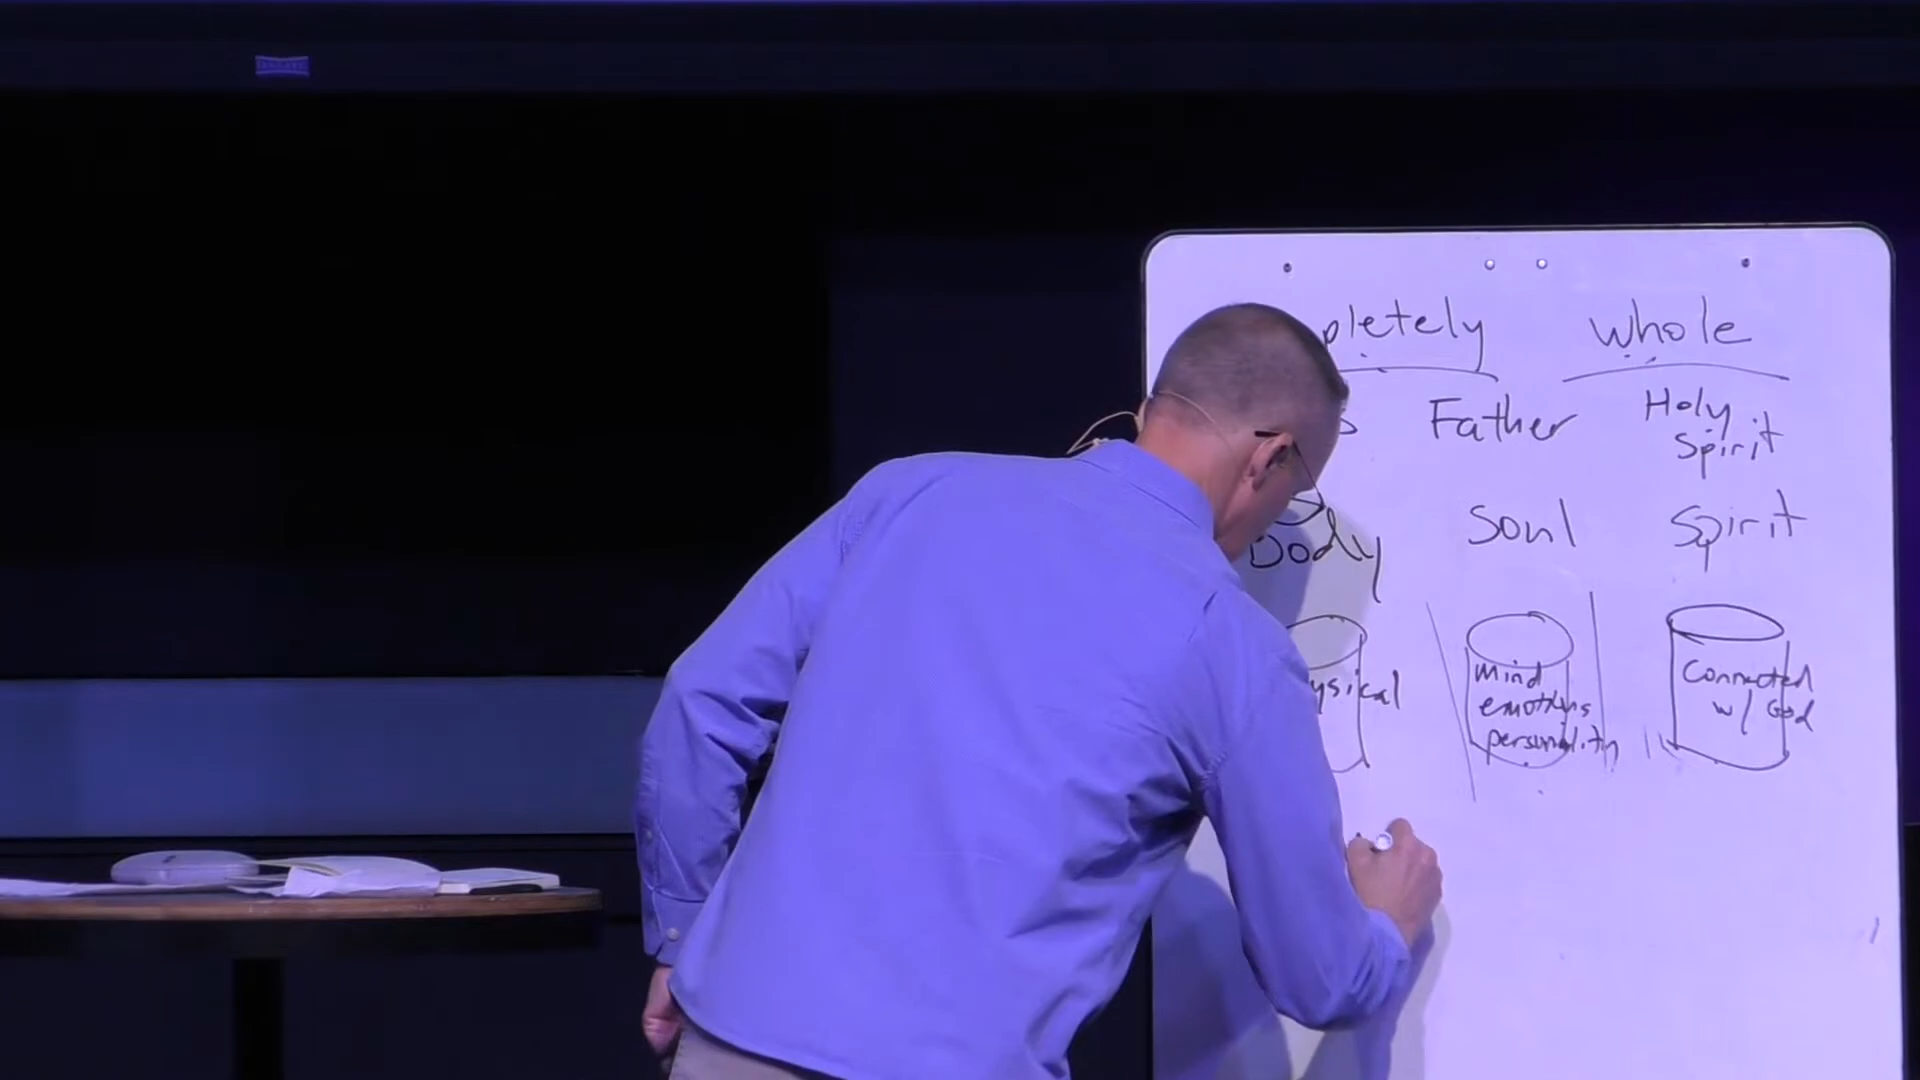 pletely whole
s Father Holy
Spirit
Body Soul Spirit
ysical Mind Connected
emotions w/ God
personality